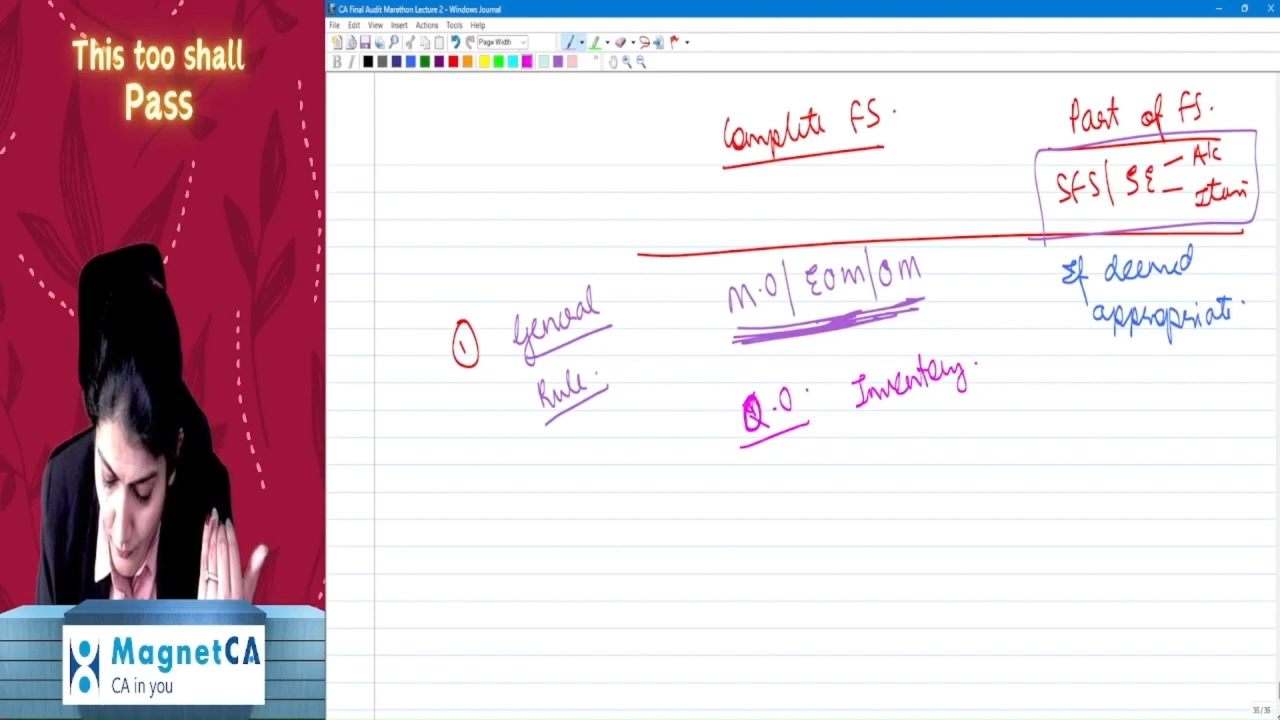 This too shall
Pass
MagnetCA
CA in you
CA Final Audit Marathon Lecture 2 - Windows Journal
File Edit View Insert Actions Tools Help
Page Width
B I
Complete FS.
Part of FS.
SFS | SE
A/c
Item
① General
Rule.
M.O | EOM | OM
If deemed
appropriate.
Q.O. Inventory.
35/35